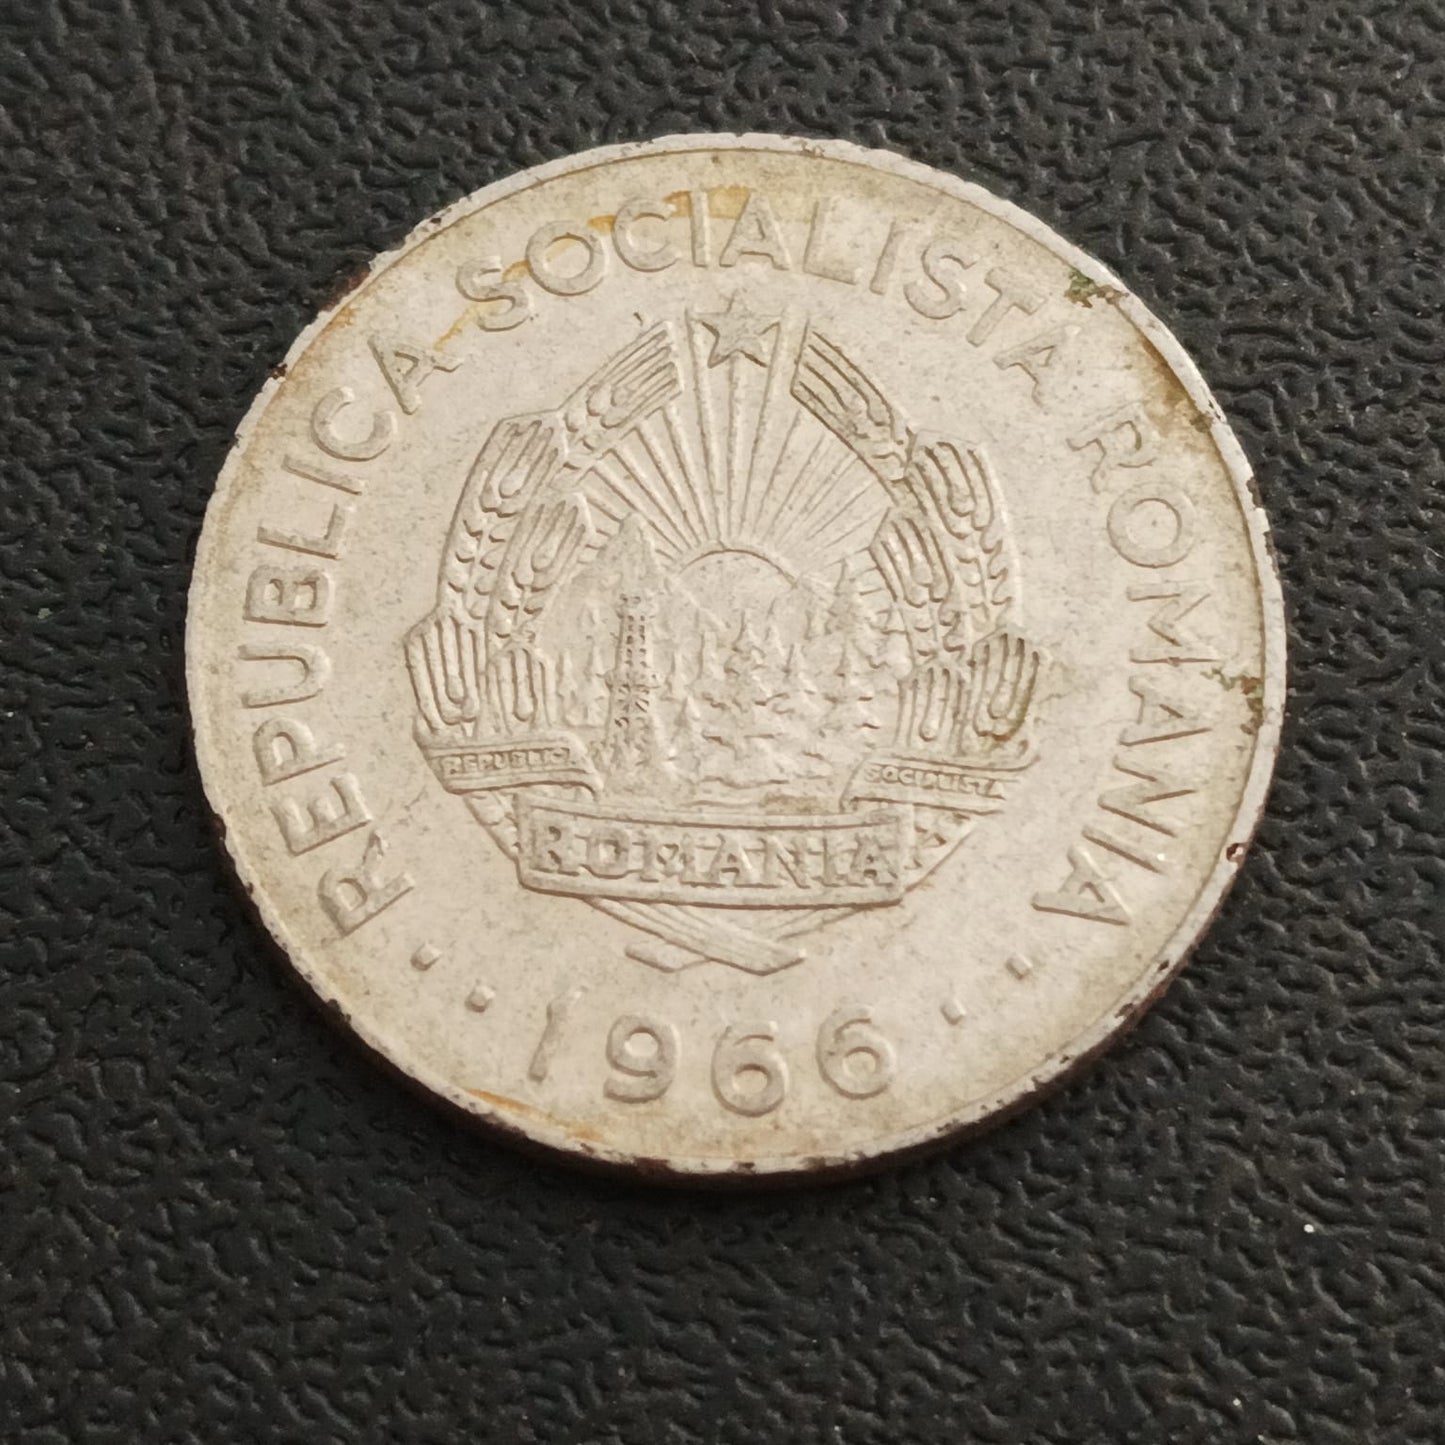 REPUBLICA SOCIALISTA ROMANIA
REPUBLICA
SOCIALISTA
ROMANIA
1966